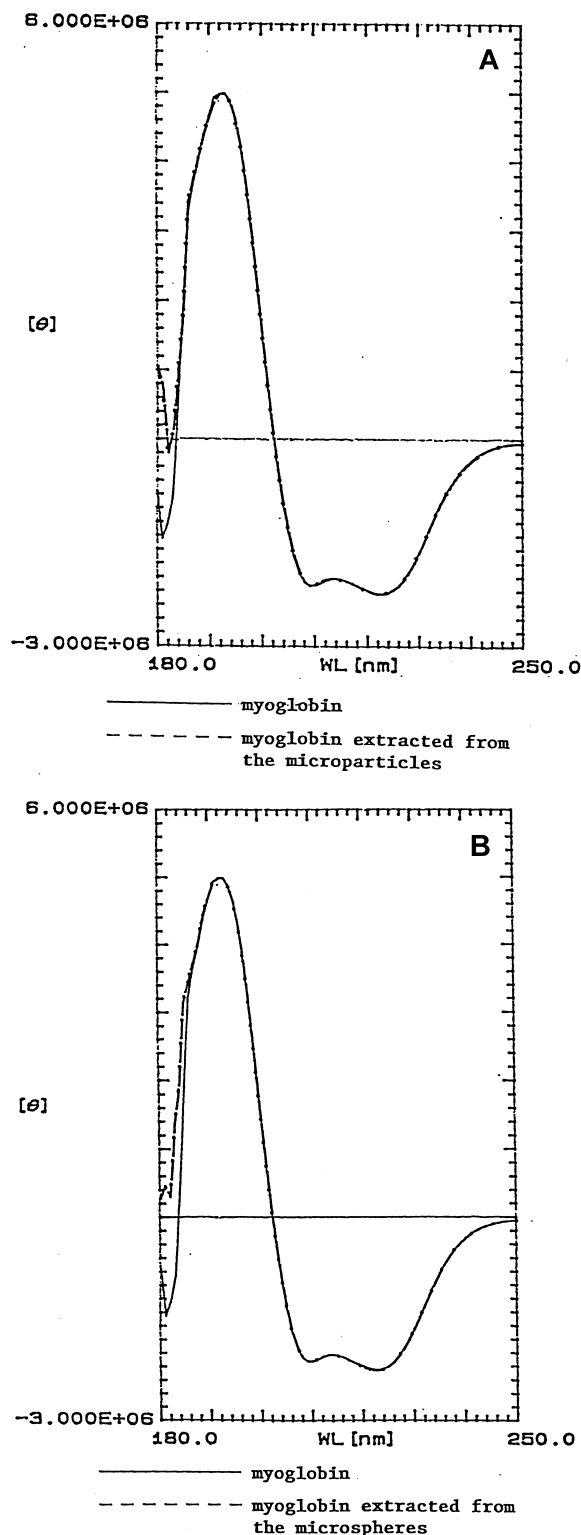 6.000E+06
A
[θ]
-3.000E+06
180.0 WL [nm] 250.0
myoglobin
myoglobin extracted from
the microparticles
6.000E+06
B
[θ]
-3.000E+06
180.0 WL [nm] 250.0
myoglobin
myoglobin extracted from
the microspheres